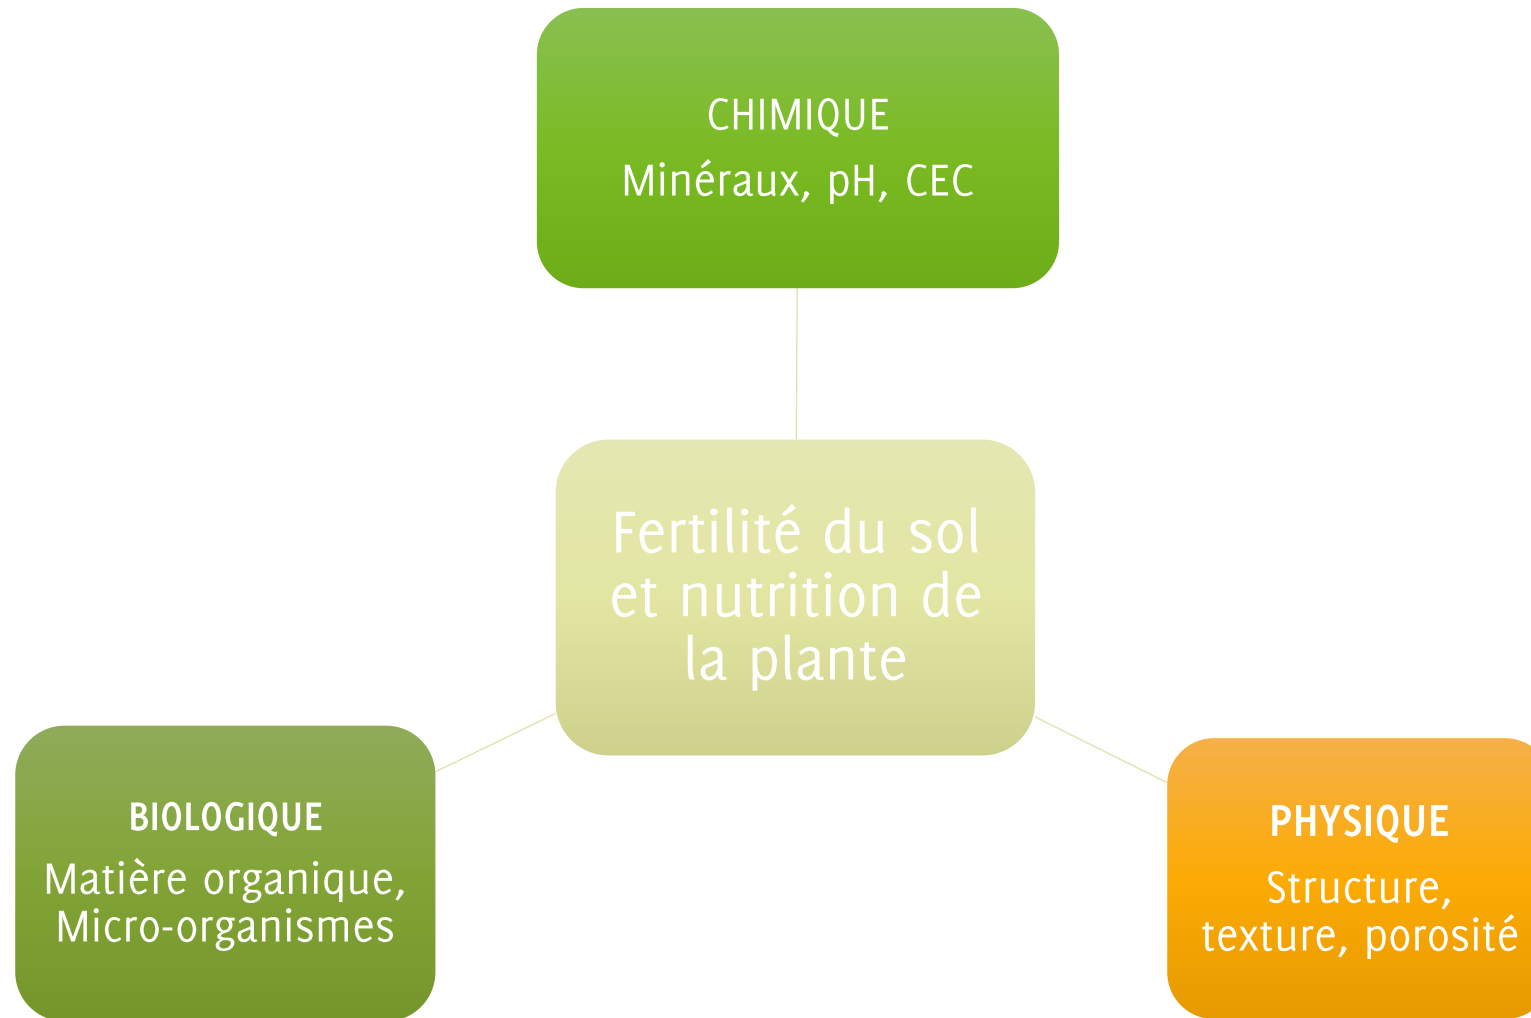 CHIMIQUE
Minéraux, pH, CEC
Fertilité du sol
et nutrition de
la plante
BIOLOGIQUE
Matière organique,
Micro-organismes
PHYSIQUE
Structure,
texture, porosité